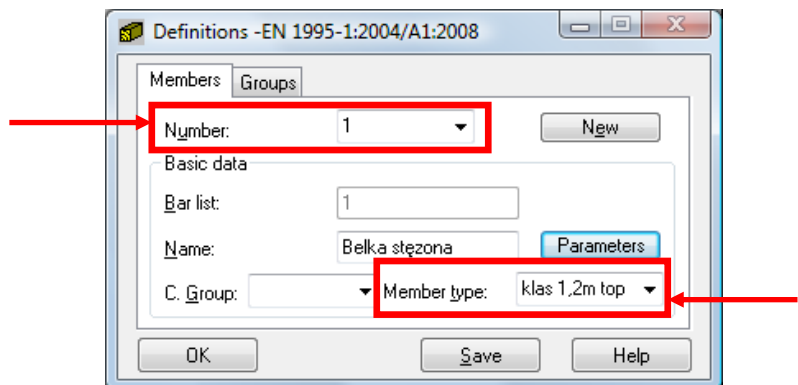 Definitions -EN 1995-1:2004/A1:2008
Members Groups
Number: 1 New
Basic data
Bar list: 1
Name: Belka stęzona Parameters
C. Group: Member type: klas 1,2m top
OK Save Help